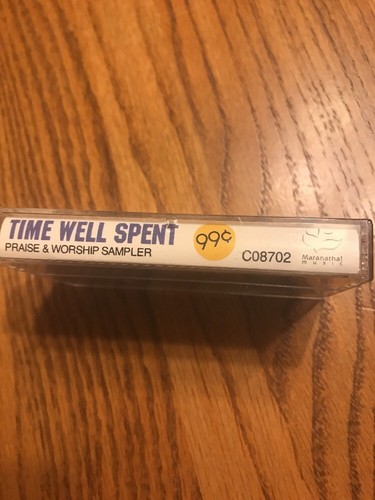 TIME WELL SPENT
PRAISE & WORSHIP SAMPLER
99¢
C08702
Maranatha!
MUSIC